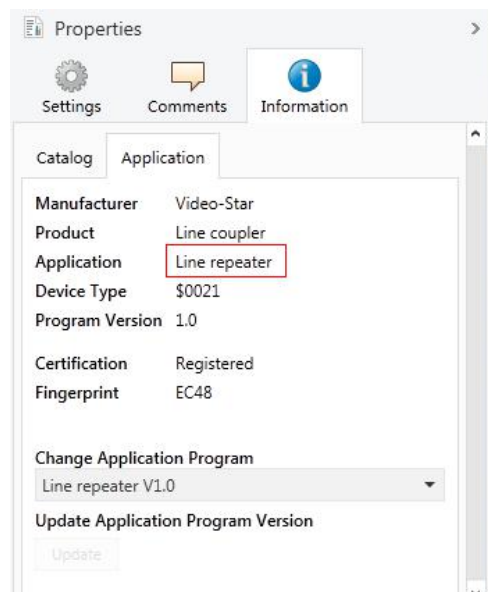 Properties
Settings Comments Information
Catalog Application
Manufacturer Video-Star
Product Line coupler
Application Line repeater
Device Type $0021
Program Version 1.0
Certification Registered
Fingerprint EC48
Change Application Program
Line repeater V1.0
Update Application Program Version
Update